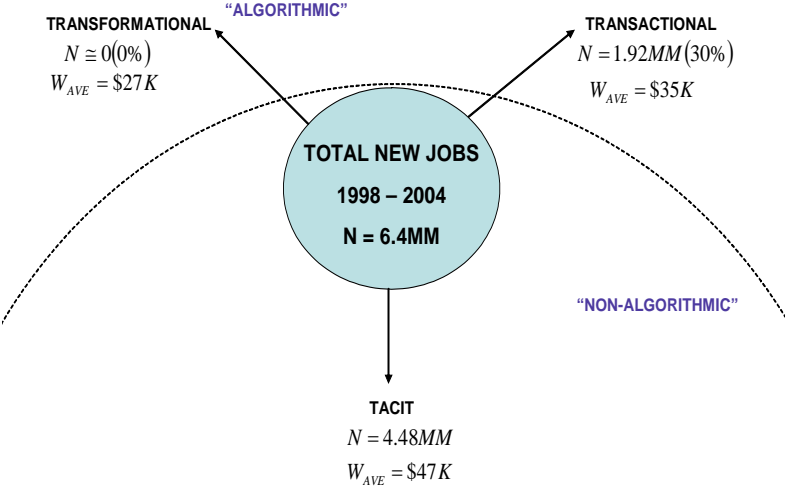 “ALGORITHMIC”
TRANSFORMATIONAL
N ≅ 0(0%)
W_AVE = $27K
TRANSACTIONAL
N = 1.92MM(30%)
W_AVE = $35K
TOTAL NEW JOBS
1998 – 2004
N = 6.4MM
“NON-ALGORITHMIC”
TACIT
N = 4.48MM
W_AVE = $47K